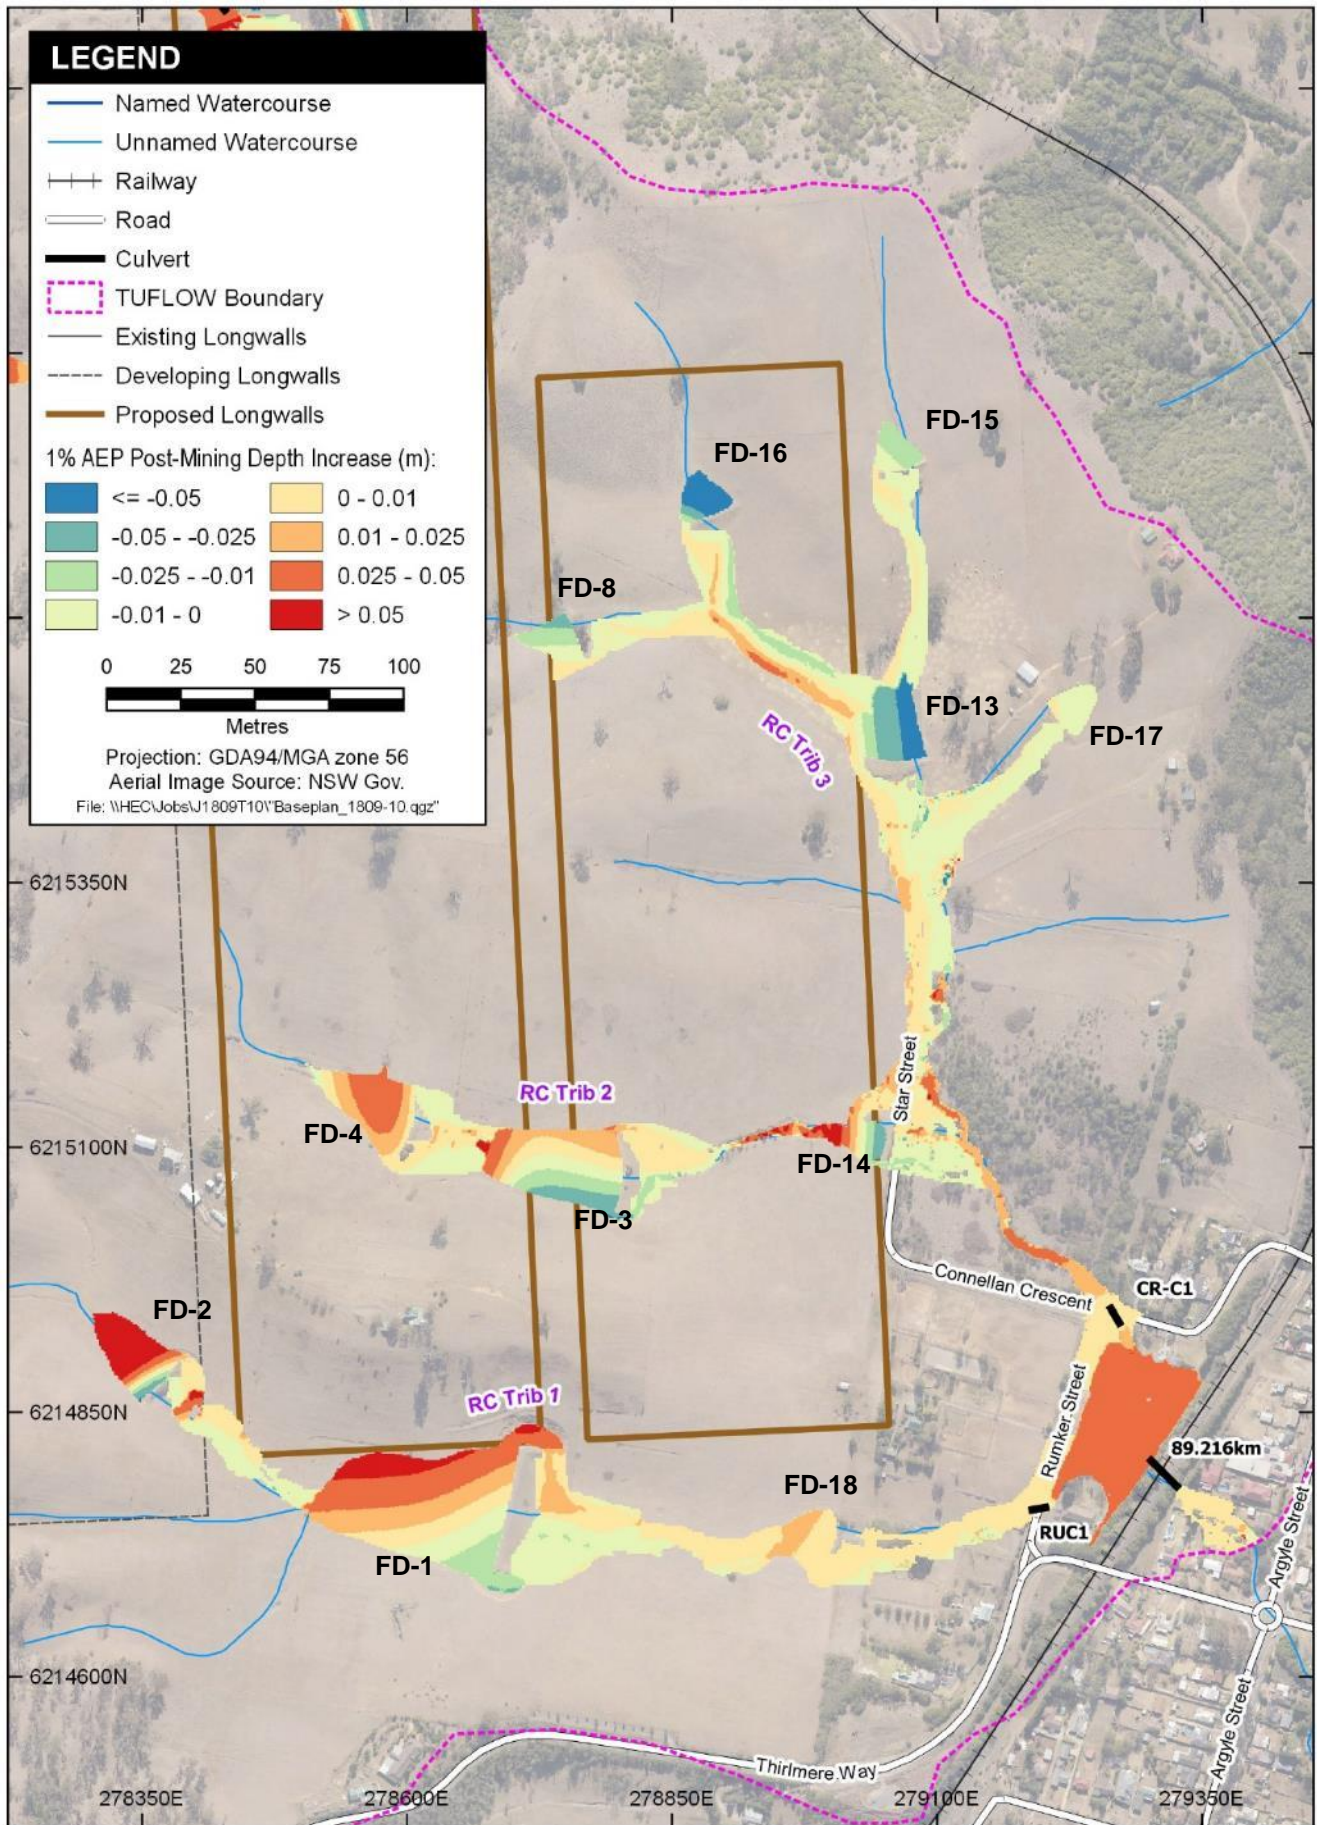 LEGEND
Named Watercourse
Unnamed Watercourse
Railway
Road
Culvert
TUFLOW Boundary
Existing Longwalls
Developing Longwalls
Proposed Longwalls
1% AEP Post-Mining Depth Increase (m):
<= -0.05
0 - 0.01
-0.05 - -0.025
0.01 - 0.025
-0.025 - -0.01
0.025 - 0.05
-0.01 - 0
> 0.05
0 25 50 75 100
Metres
Projection: GDA94/MGA zone 56
Aerial Image Source: NSW Gov.
File: \\HEC\Jobs\J1809T10\"Baseplan_1809-10.qgz"
FD-15
FD-16
FD-8
FD-13
FD-17
RC Trib 3
6215350N
Star Street
RC Trib 2
FD-4
6215100N
FD-14
FD-3
Connellan Crescent
CR-C1
FD-2
RC Trib 1
6214850N
Rumker Street
89.216km
FD-18
RUC1
Argyle Street
FD-1
6214600N
Argyle Street
Thirlmere Way
278350E
278600E
278850E
279100E
279350E